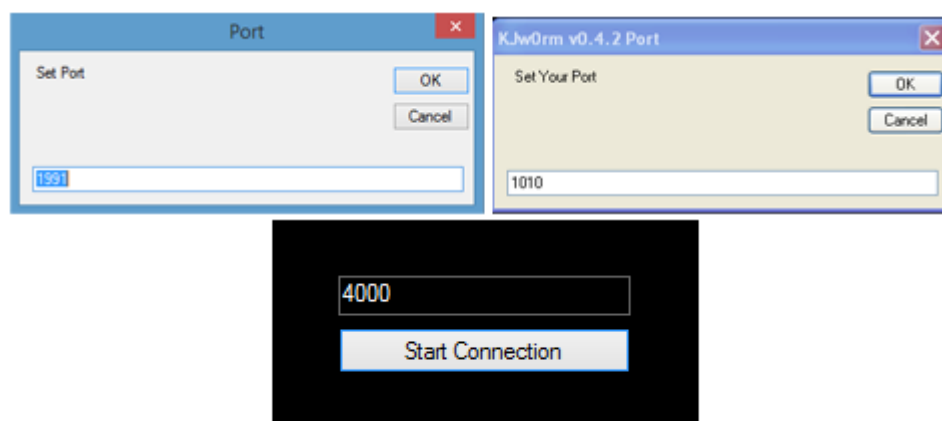 Port
Set Port
OK
Cancel
1991
KJw0rm v0.4.2 Port
Set Your Port
OK
Cancel
1010
4000
Start Connection